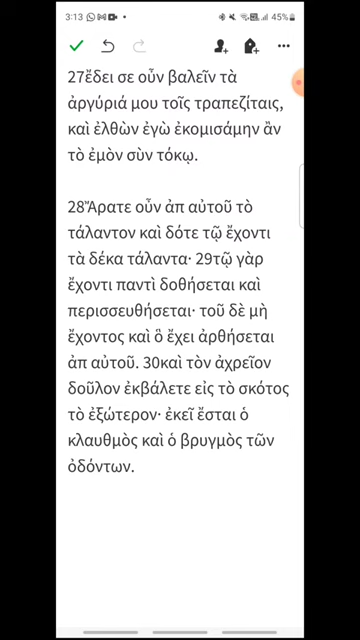 3:13
45%
27ἔδει σε οὖν βαλεῖν τὰ
ἀργύριά μου τοῖς τραπεζίταις,
καὶ ἐλθὼν ἐγὼ ἐκομισάμην ἂν
τὸ ἐμὸν σὺν τόκῳ.
28Ἄρατε οὖν ἀπ αὐτοῦ τὸ
τάλαντον καὶ δότε τῷ ἔχοντι
τὰ δέκα τάλαντα· 29τῷ γὰρ
ἔχοντι παντὶ δοθήσεται καὶ
περισσευθήσεται· τοῦ δὲ μὴ
ἔχοντος καὶ ὃ ἔχει ἀρθήσεται
ἀπ αὐτοῦ. 30καὶ τὸν ἀχρεῖον
δοῦλον ἐκβάλετε εἰς τὸ σκότος
τὸ ἐξώτερον· ἐκεῖ ἔσται ὁ
κλαυθμὸς καὶ ὁ βρυγμὸς τῶν
ὀδόντων.